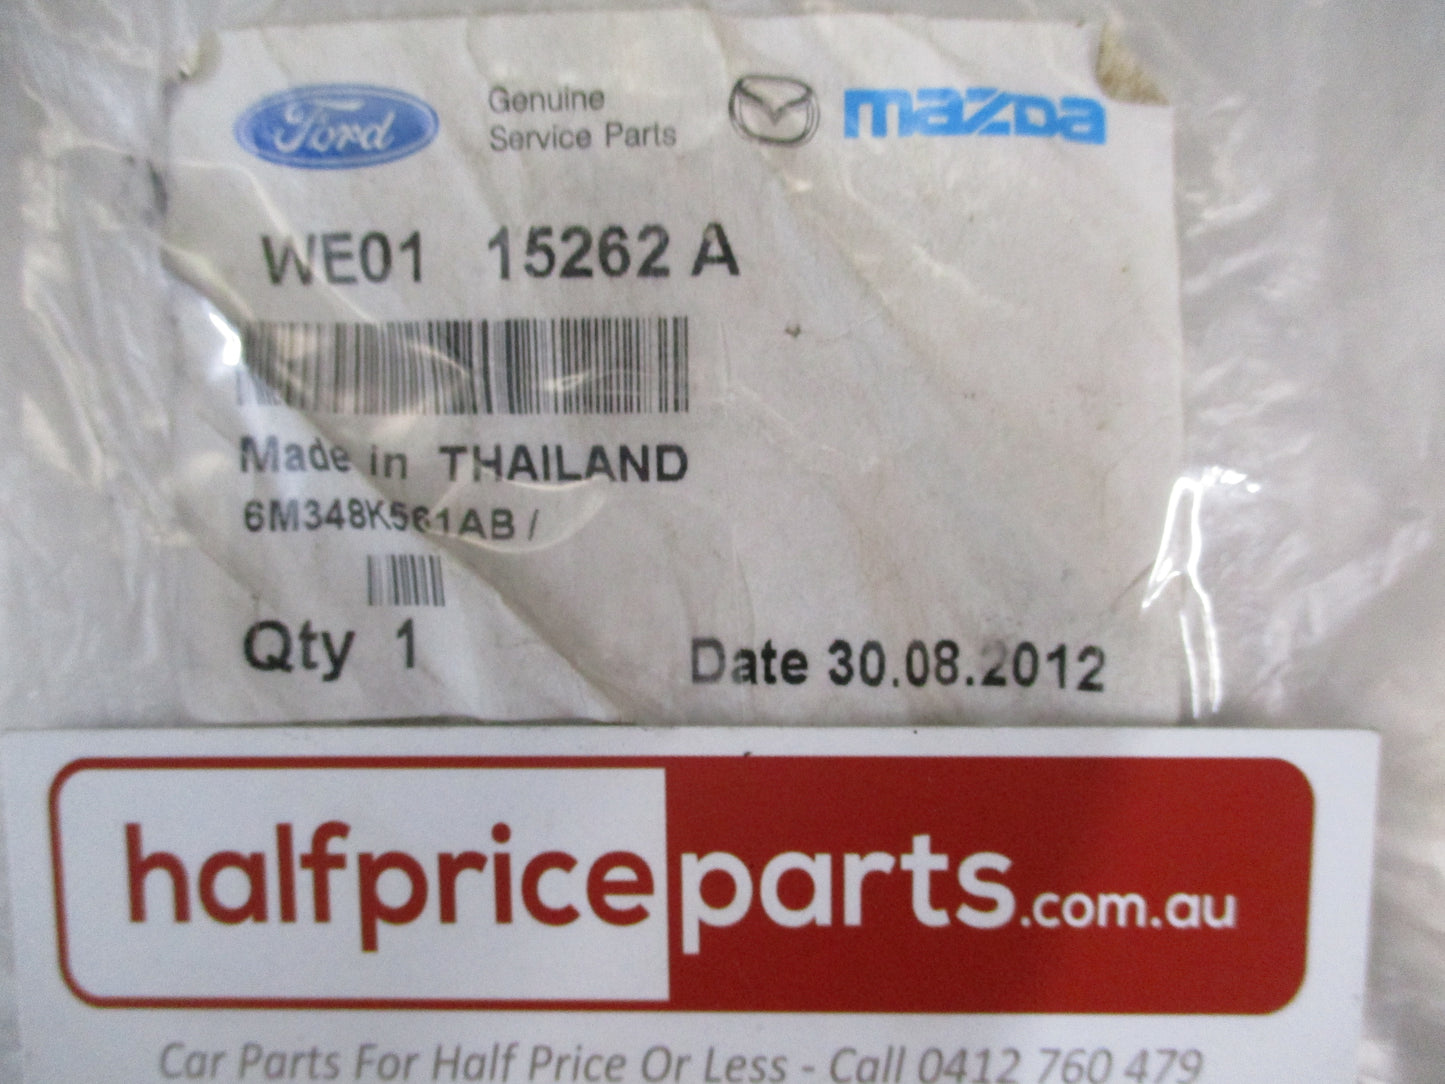 Ford Genuine mazda
Service Parts
WE01 15262 A
Made in THAILAND
6M348K561AB /
Qty 1 Date 30.08.2012
halfpriceparts.com.au
Car Parts For Half Price Or Less - Call 0412 760 479